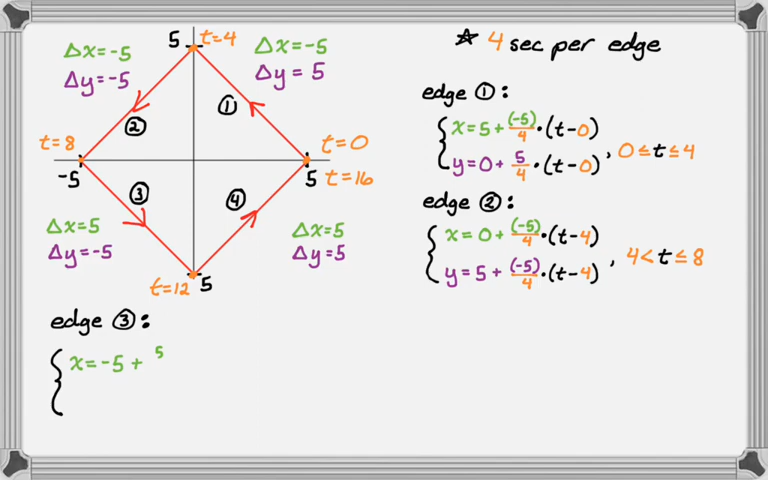 5 t=4
Δx=-5
Δy=-5
Δx=-5
Δy=5
①
②
t=8
-5
t=0
5
t=16
③
④
Δx=5
Δy=-5
Δx=5
Δy=5
t=12 5
★ 4 sec per edge
edge ①:
{ x=5+(-5)/4·(t-0)
y=0+5/4·(t-0) , 0≤t≤4
edge ②:
{ x=0+(-5)/4·(t-4)
y=5+(-5)/4·(t-4) , 4<t≤8
edge ③:
{ x=-5+ 5